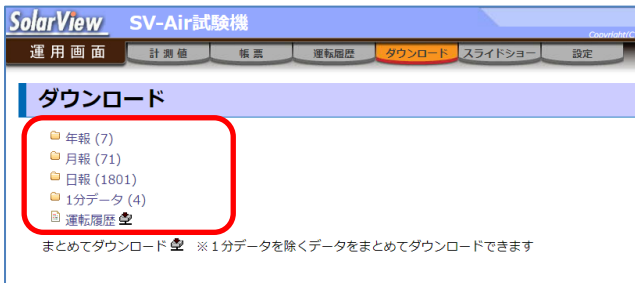 SolarView SV-Air試験機
Copyright(C
運用画面 計測値 帳票 運転履歴 ダウンロード スライドショー 設定
ダウンロード
年報 (7)
月報 (71)
日報 (1801)
1分データ (4)
運転履歴
まとめてダウンロード ※１分データを除くデータをまとめてダウンロードできます